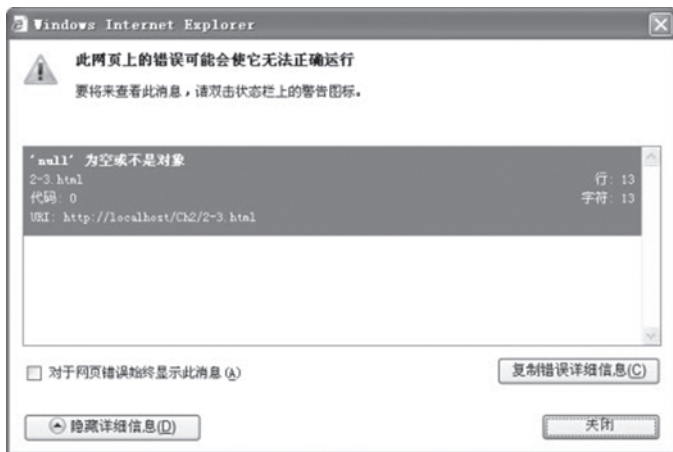 Windows Internet Explorer
此网页上的错误可能会使它无法正确运行
要将来查看此消息，请双击状态栏上的警告图标。
'null' 为空或不是对象
2-3.html 行: 13
代码: 0 字符: 13
URI: http://localhost/Ch2/2-3.html
对于网页错误始终显示此消息(A)
复制错误详细信息(C)
隐藏详细信息(D)
关闭